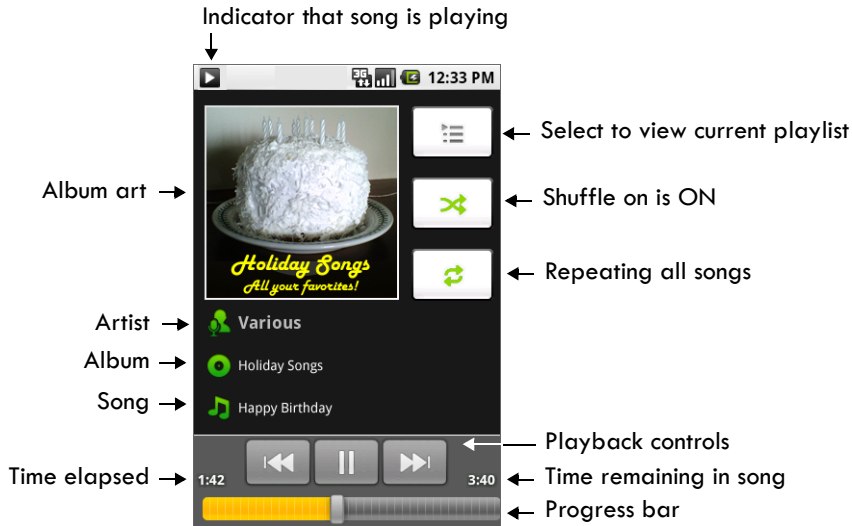 Indicator that song is playing
3G 12:33 PM
Select to view current playlist
Album art
Shuffle on is ON
Holiday Songs
All your favorites!
Repeating all songs
Artist
Various
Album
Holiday Songs
Song
Happy Birthday
Playback controls
Time elapsed
1:42
3:40
Time remaining in song
Progress bar